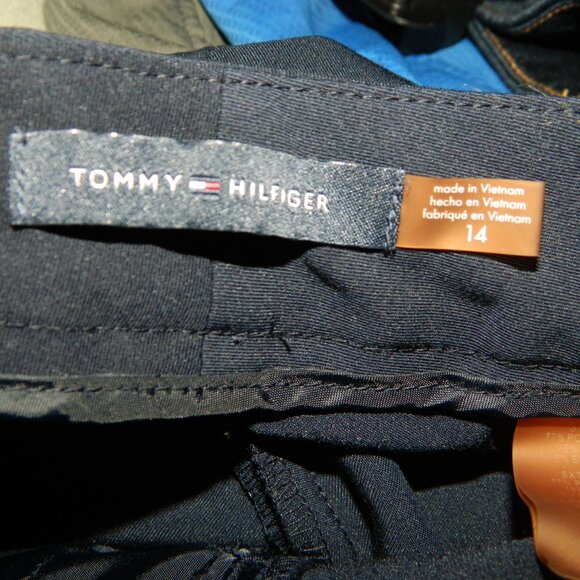 TOMMY HILFIGER
made in Vietnam
hecho en Vietnam
fabriqué en Vietnam
14